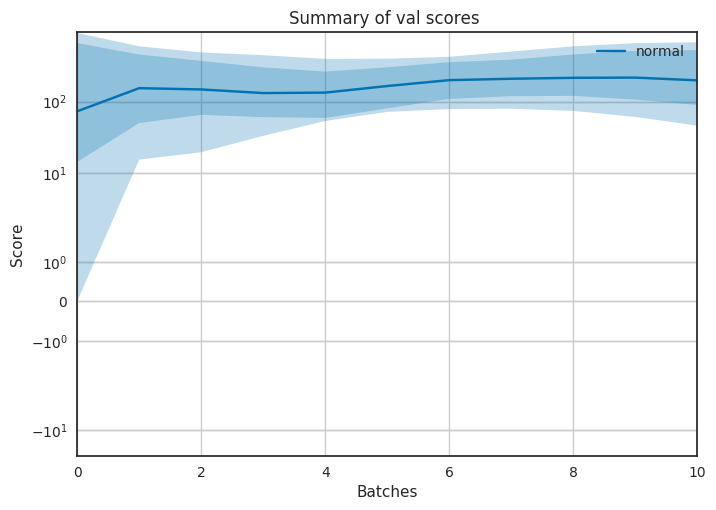 Summary of val scores
normal
Score
10²
10¹
10⁰
0
−10⁰
−10¹
0 2 4 6 8 10
Batches